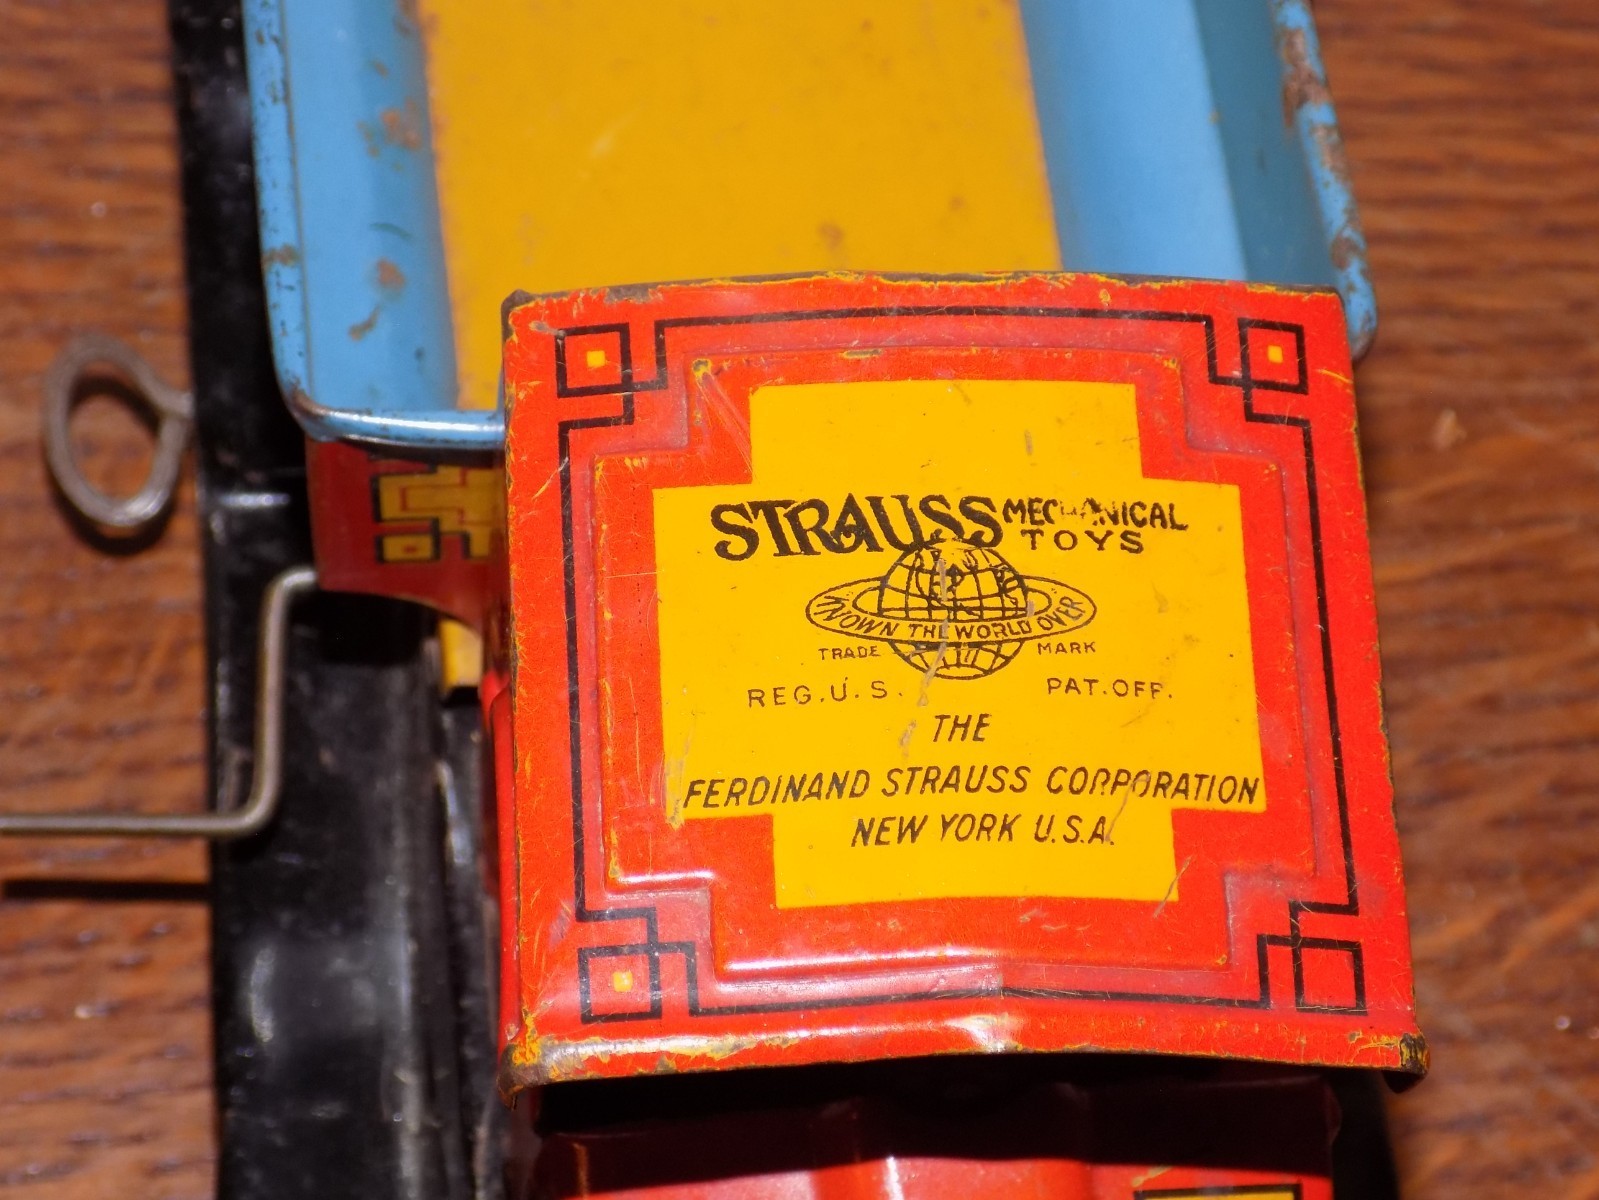 STRAUSS MECHANICAL
TOYS
KNOWN THE WORLD OVER
TRADE MARK
REG. U. S. PAT. OFF.
THE
FERDINAND STRAUSS CORPORATION
NEW YORK U.S.A.